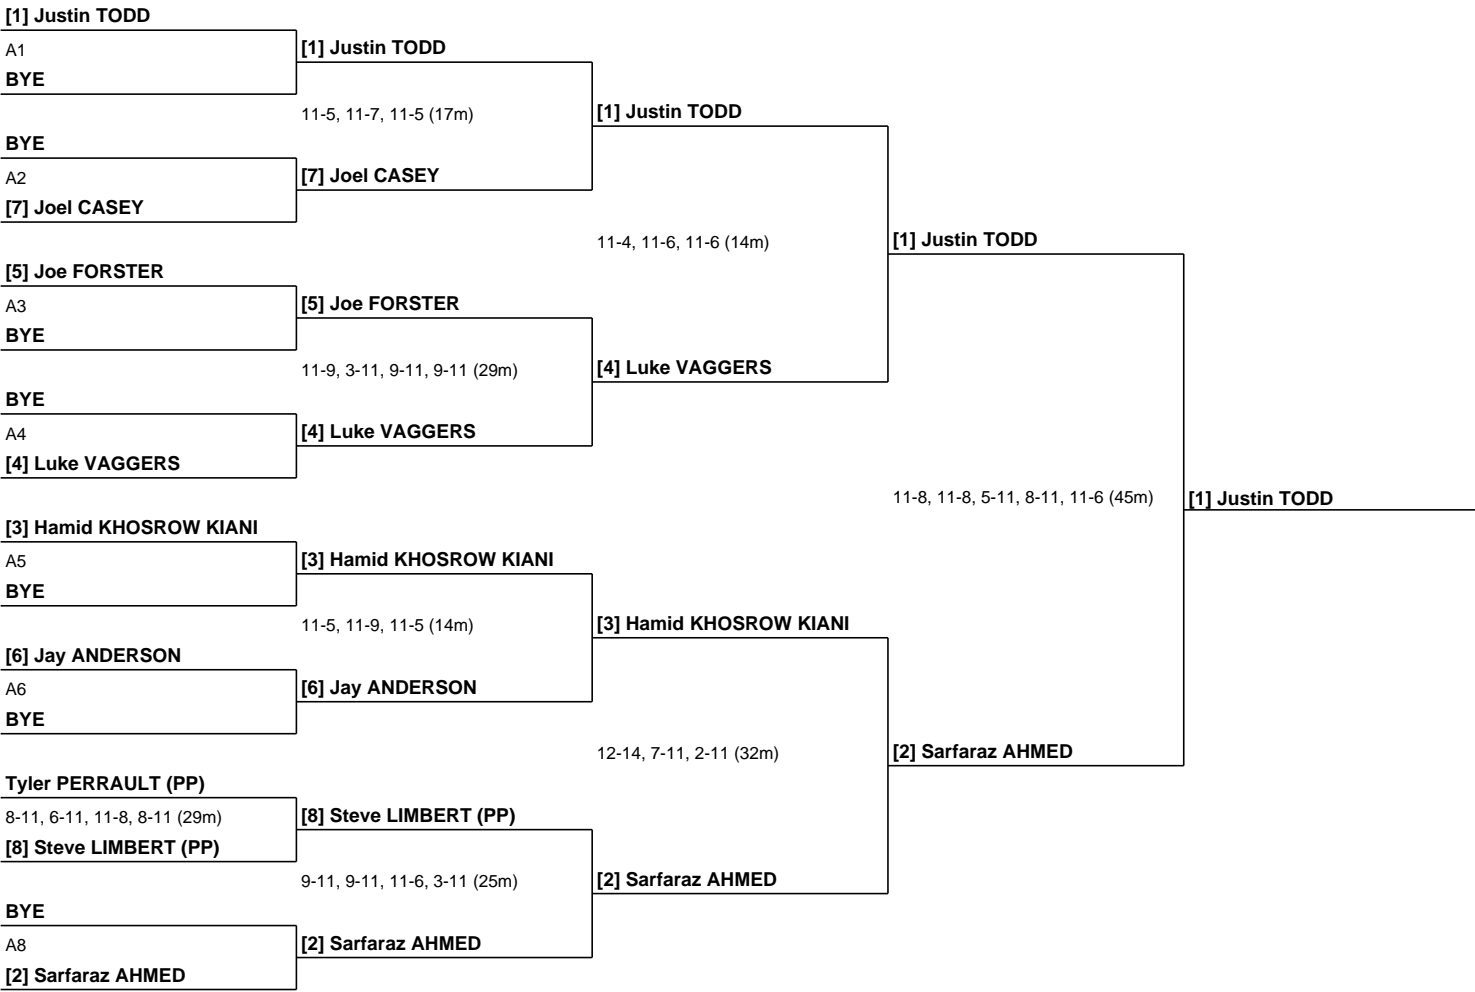 [1] Justin TODD
A1
BYE
[1] Justin TODD
11-5, 11-7, 11-5 (17m)
[1] Justin TODD
BYE
A2
[7] Joel CASEY
[7] Joel CASEY
11-4, 11-6, 11-6 (14m)
[1] Justin TODD
[5] Joe FORSTER
A3
BYE
[5] Joe FORSTER
11-9, 3-11, 9-11, 9-11 (29m)
[4] Luke VAGGERS
BYE
A4
[4] Luke VAGGERS
[4] Luke VAGGERS
11-8, 11-8, 5-11, 8-11, 11-6 (45m)
[1] Justin TODD
[3] Hamid KHOSROW KIANI
A5
BYE
[3] Hamid KHOSROW KIANI
11-5, 11-9, 11-5 (14m)
[3] Hamid KHOSROW KIANI
[6] Jay ANDERSON
A6
BYE
[6] Jay ANDERSON
12-14, 7-11, 2-11 (32m)
[2] Sarfaraz AHMED
Tyler PERRAULT (PP)
8-11, 6-11, 11-8, 8-11 (29m)
[8] Steve LIMBERT (PP)
[8] Steve LIMBERT (PP)
9-11, 9-11, 11-6, 3-11 (25m)
[2] Sarfaraz AHMED
BYE
A8
[2] Sarfaraz AHMED
[2] Sarfaraz AHMED